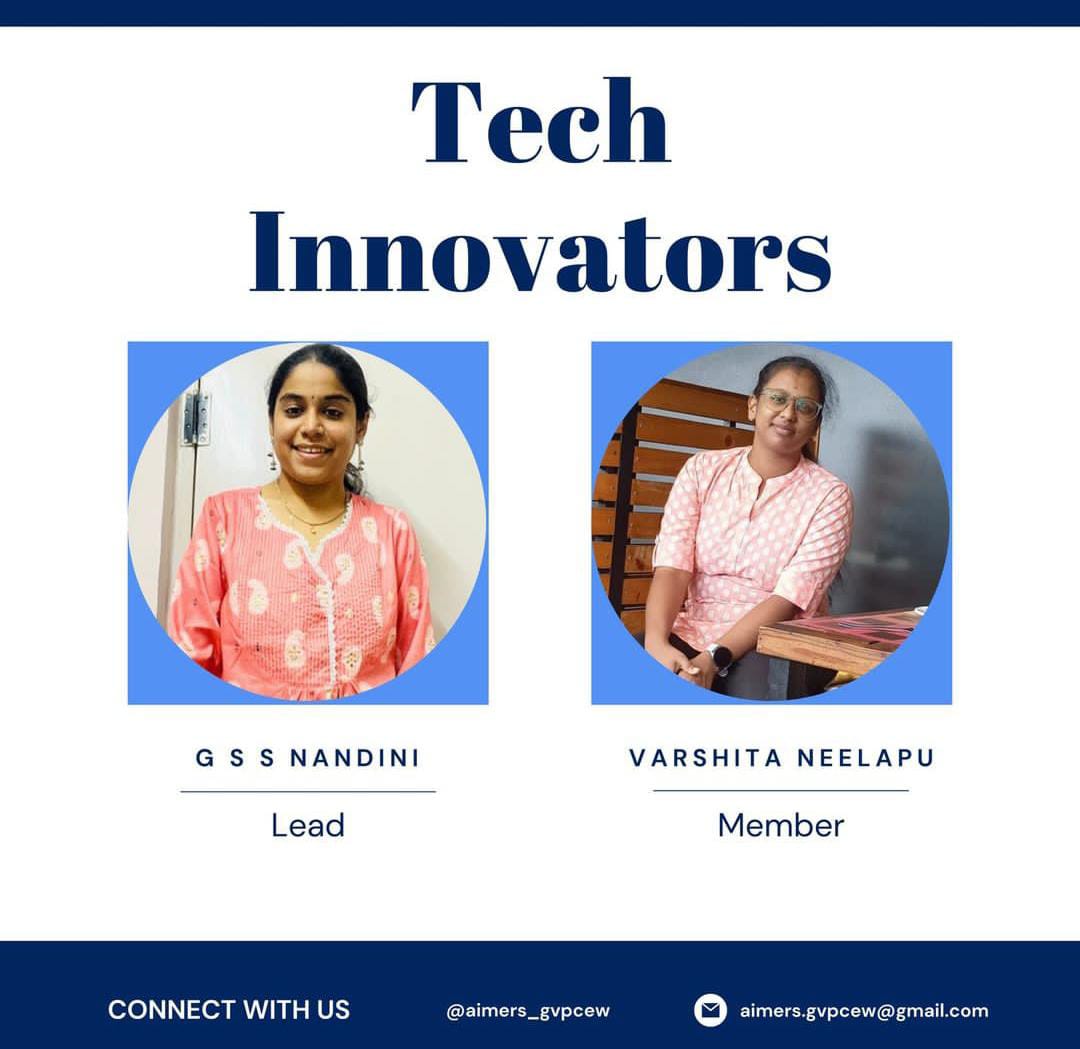 Tech
Innovators
G S S NANDINI
VARSHITA NEELAPU
Lead
Member
CONNECT WITH US
@aimers_gvpcew
aimers.gvpcew@gmail.com